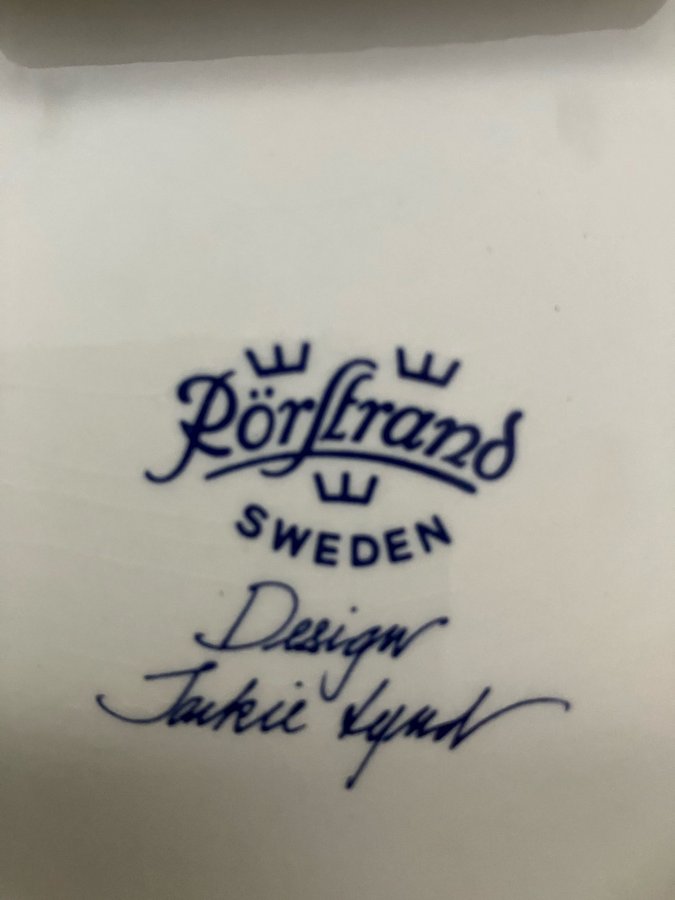 Rörstrand
SWEDEN
Design
Jackie Lynd